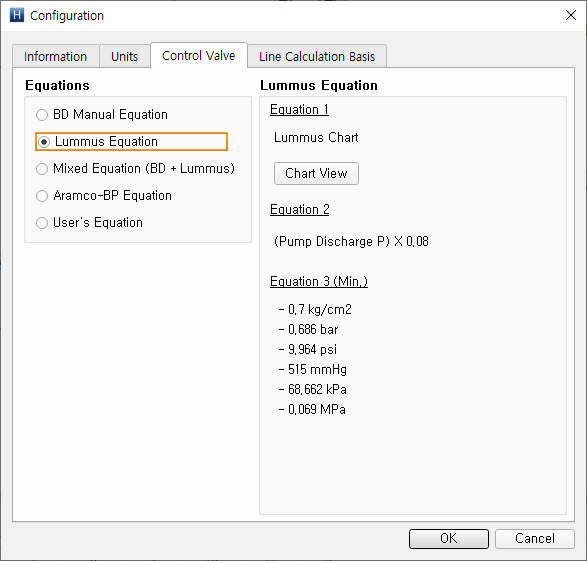 H Configuration
Information Units Control Valve Line Calculation Basis
Equations
BD Manual Equation
Lummus Equation
Mixed Equation (BD + Lummus)
Aramco-BP Equation
User's Equation
Lummus Equation
Equation 1
Lummus Chart
Chart View
Equation 2
(Pump Discharge P) X 0.08
Equation 3 (Min.)
- 0.7 kg/cm2
- 0.686 bar
- 9.964 psi
- 515 mmHg
- 68.662 kPa
- 0.069 MPa
OK Cancel